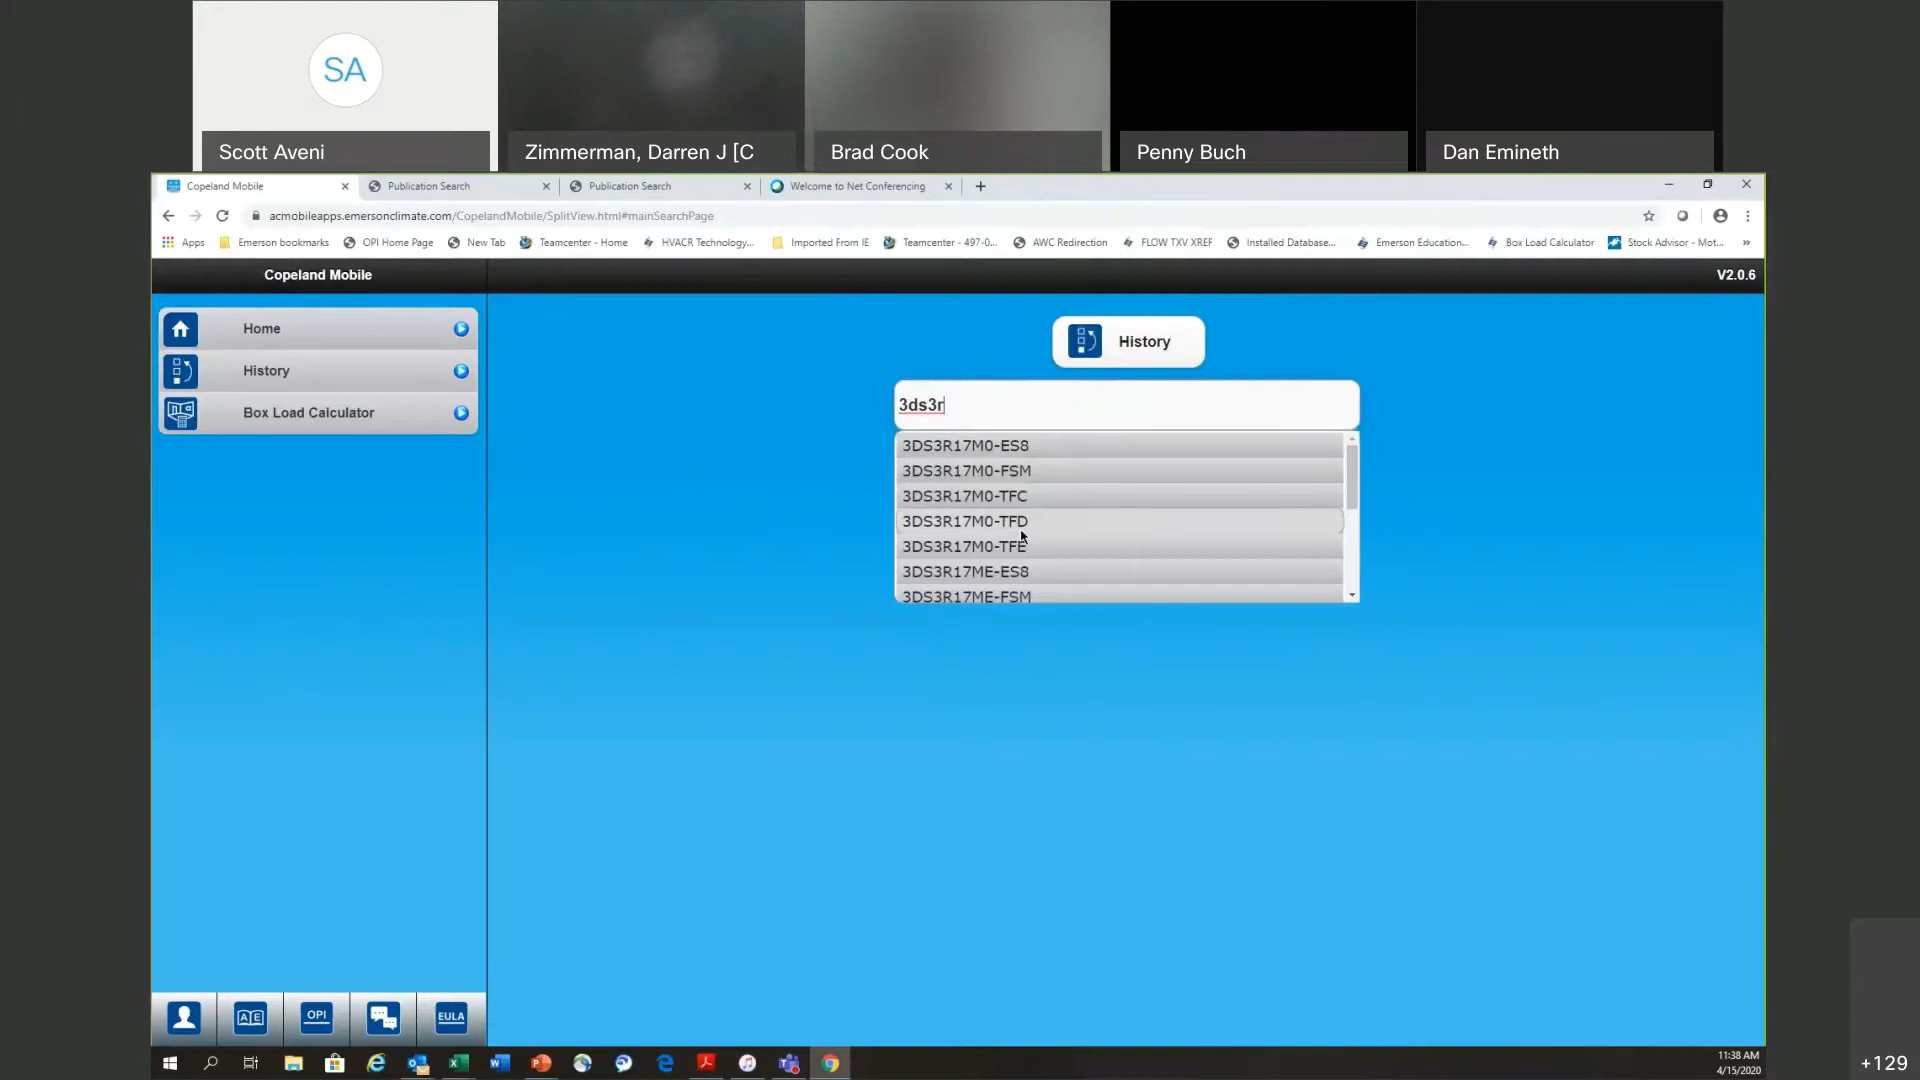 SA
Scott Aveni
Zimmerman, Darren J [C
Brad Cook
Penny Buch
Dan Emineth
Copeland Mobile
Publication Search
Publication Search
Welcome to Net Conferencing
acmobileapps.emersonclimate.com/CopelandMobile/SplitView.html#mainSearchPage
Apps
Emerson bookmarks
OPI Home Page
New Tab
Teamcenter - Home
HVACR Technology...
Imported From IE
Teamcenter - 497-0...
AWC Redirection
FLOW TXV XREF
Installed Database...
Emerson Education...
Box Load Calculator
Stock Advisor - Mot...
Copeland Mobile
V2.0.6
Home
History
Box Load Calculator
History
3ds3r
3DS3R17M0-ES8
3DS3R17M0-FSM
3DS3R17M0-TFC
3DS3R17M0-TFD
3DS3R17M0-TFE
3DS3R17ME-ES8
3DS3R17ME-FSM
AE
OPI
EULA
11:38 AM
4/15/2020
+129